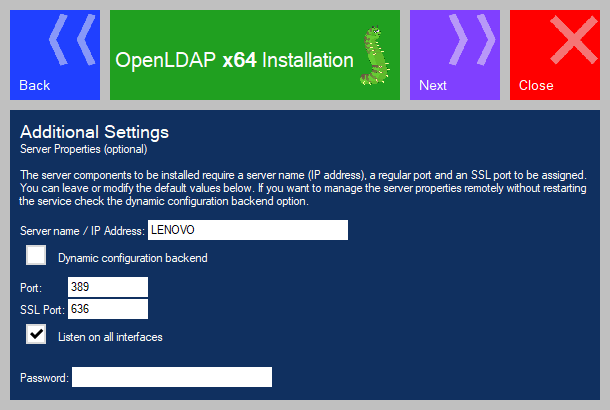 Back
OpenLDAP x64 Installation
Next
Close
Additional Settings
Server Properties (optional)
The server components to be installed require a server name (IP address), a regular port and an SSL port to be assigned.
You can leave or modify the default values below. If you want to manage the server properties remotely without restarting
the service check the dynamic configuration backend option.
Server name / IP Address: LENOVO
Dynamic configuration backend
Port: 389
SSL Port: 636
Listen on all interfaces
Password: